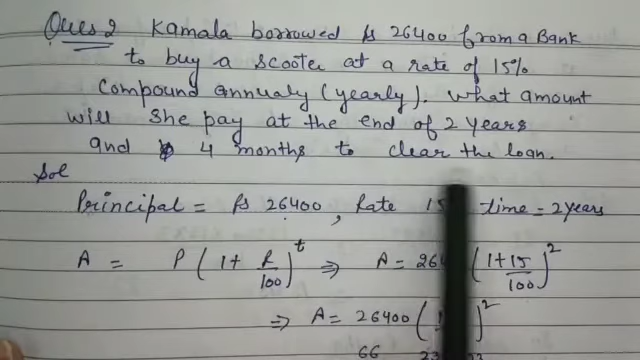 Ques 2 Kamala borrowed Rs 26400 from a Bank
to buy a scooter at a rate of 15%
Compound annualy (yearly). What amount
will she pay at the end of 2 years
and 4 months to clear the loan.
Sol
Principal = Rs 26400, Rate 15 time = 2 years
A = P (1 + R/100)^t ⇒ A = 264 (1 + 15/100)^2
⇒ A = 26400 ( )^2
66 23